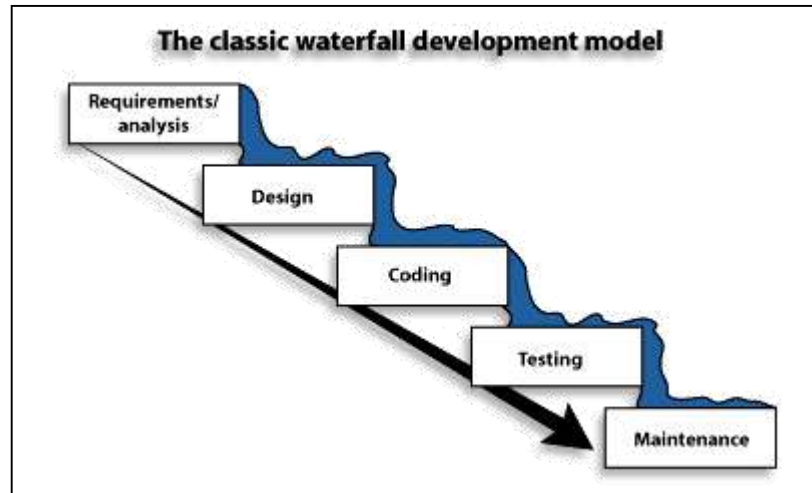 The classic waterfall development model
Requirements/
analysis
Design
Coding
Testing
Maintenance